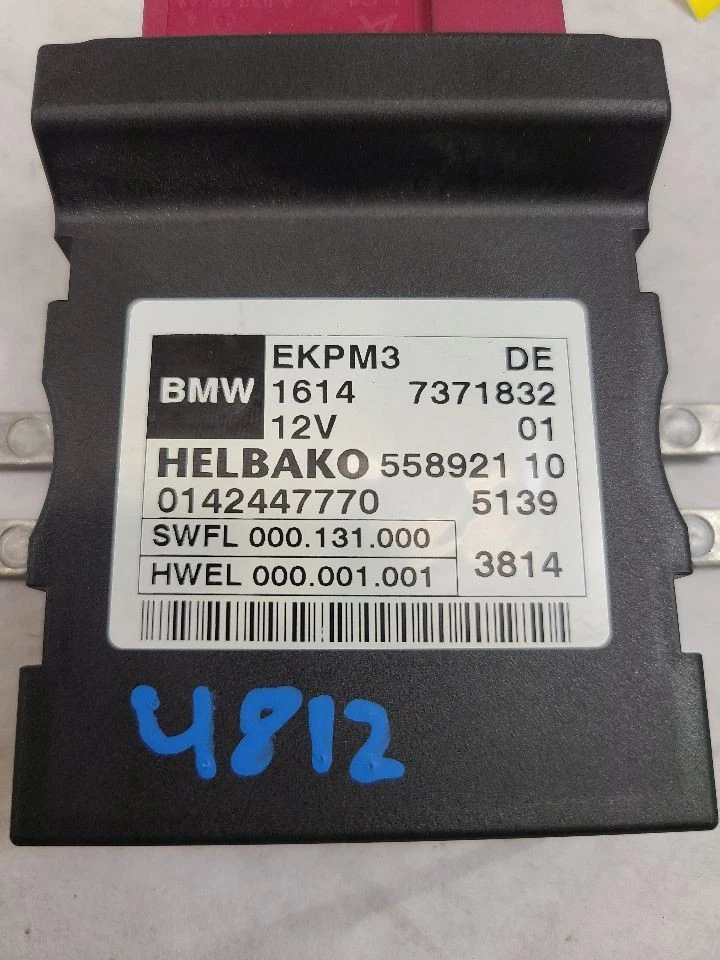 EKPM3 DE
BMW 1614 7371832
12V 01
HELBAKO 558921 10
0142447770 5139
SWFL 000.131.000
HWEL 000.001.001 3814
4812